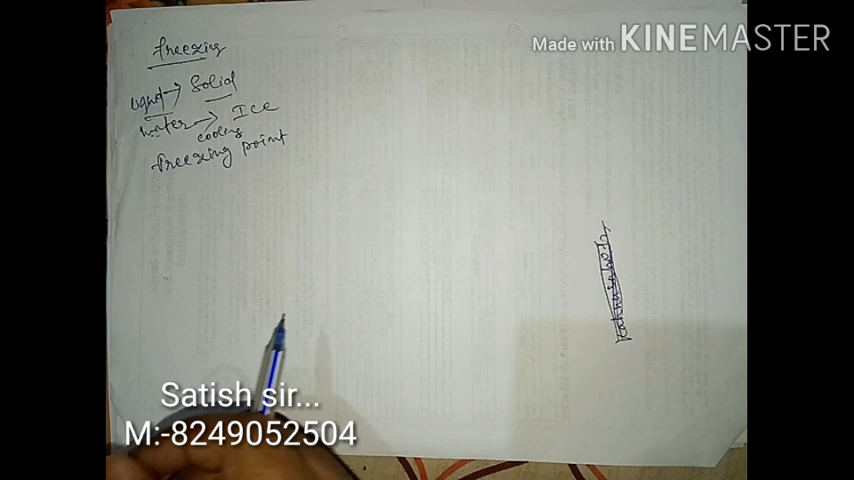 Made with KINEMASTER
freezing
liquid → Solid
water → Ice
cooling
freezing point
Satish sir...
M:-8249052504